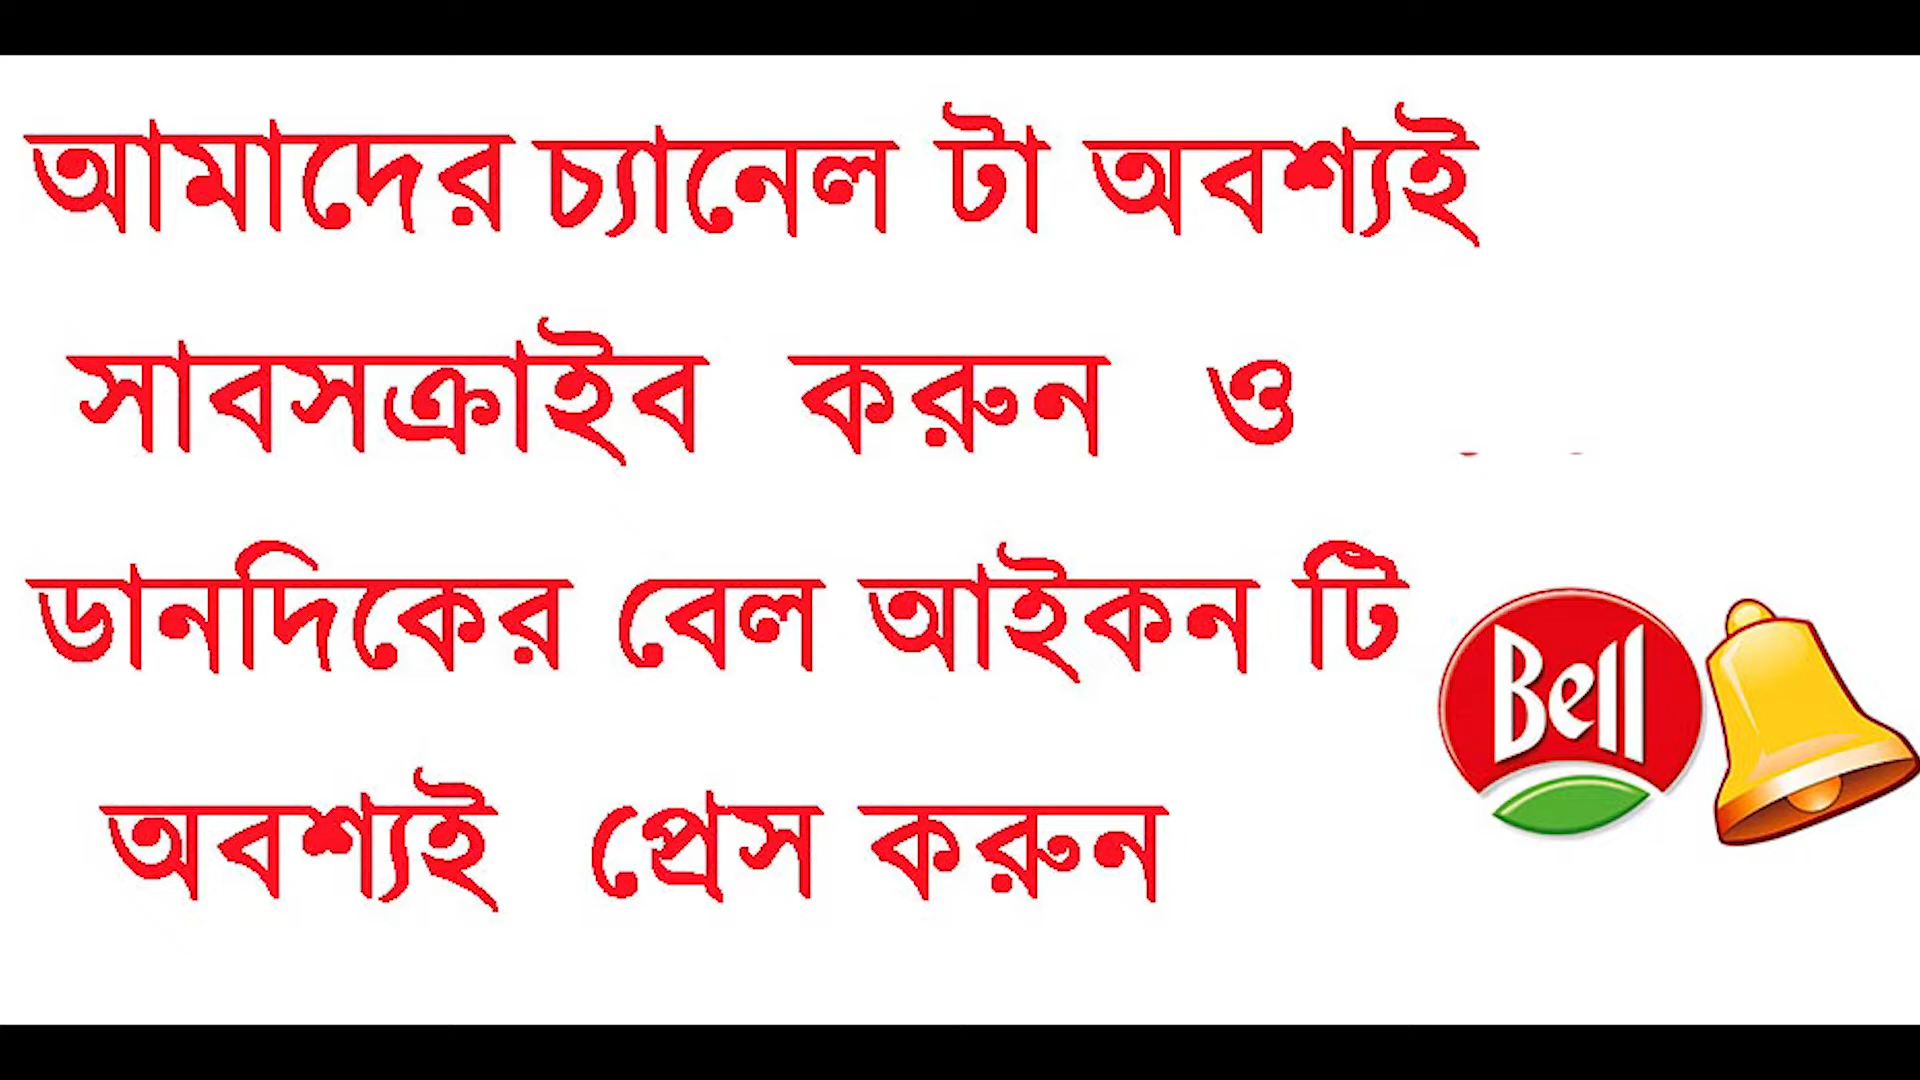 আমাদের চ্যানেল টা অবশ্যই
সাবসক্রাইব করুন ও
ডানদিকের বেল আইকন টি
Bell
অবশ্যই প্রেস করুন